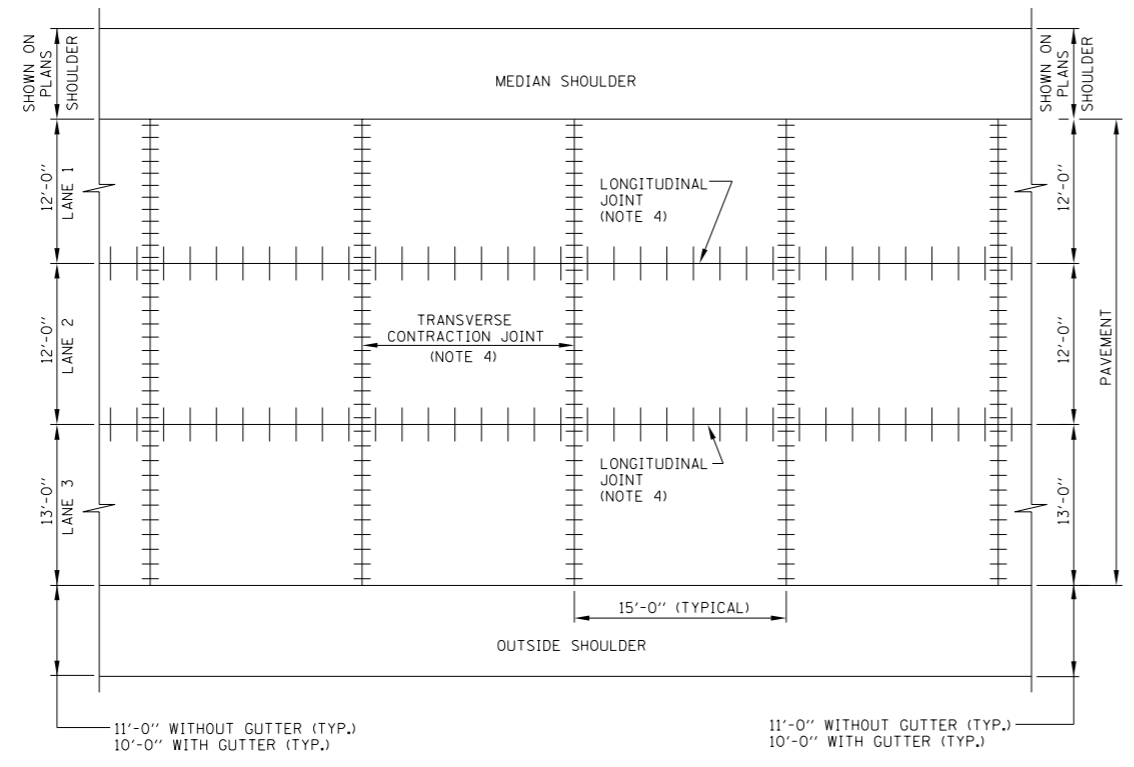 SHOWN ON
PLANS
SHOULDER
MEDIAN SHOULDER
SHOWN ON
PLANS
SHOULDER
12'-0"
LANE 1
LONGITUDINAL
JOINT
(NOTE 4)
12'-0"
12'-0"
LANE 2
TRANSVERSE
CONTRACTION JOINT
(NOTE 4)
12'-0"
PAVEMENT
13'-0"
LANE 3
LONGITUDINAL
JOINT
(NOTE 4)
13'-0"
15'-0" (TYPICAL)
OUTSIDE SHOULDER
11'-0" WITHOUT GUTTER (TYP.)
10'-0" WITH GUTTER (TYP.)
11'-0" WITHOUT GUTTER (TYP.)
10'-0" WITH GUTTER (TYP.)